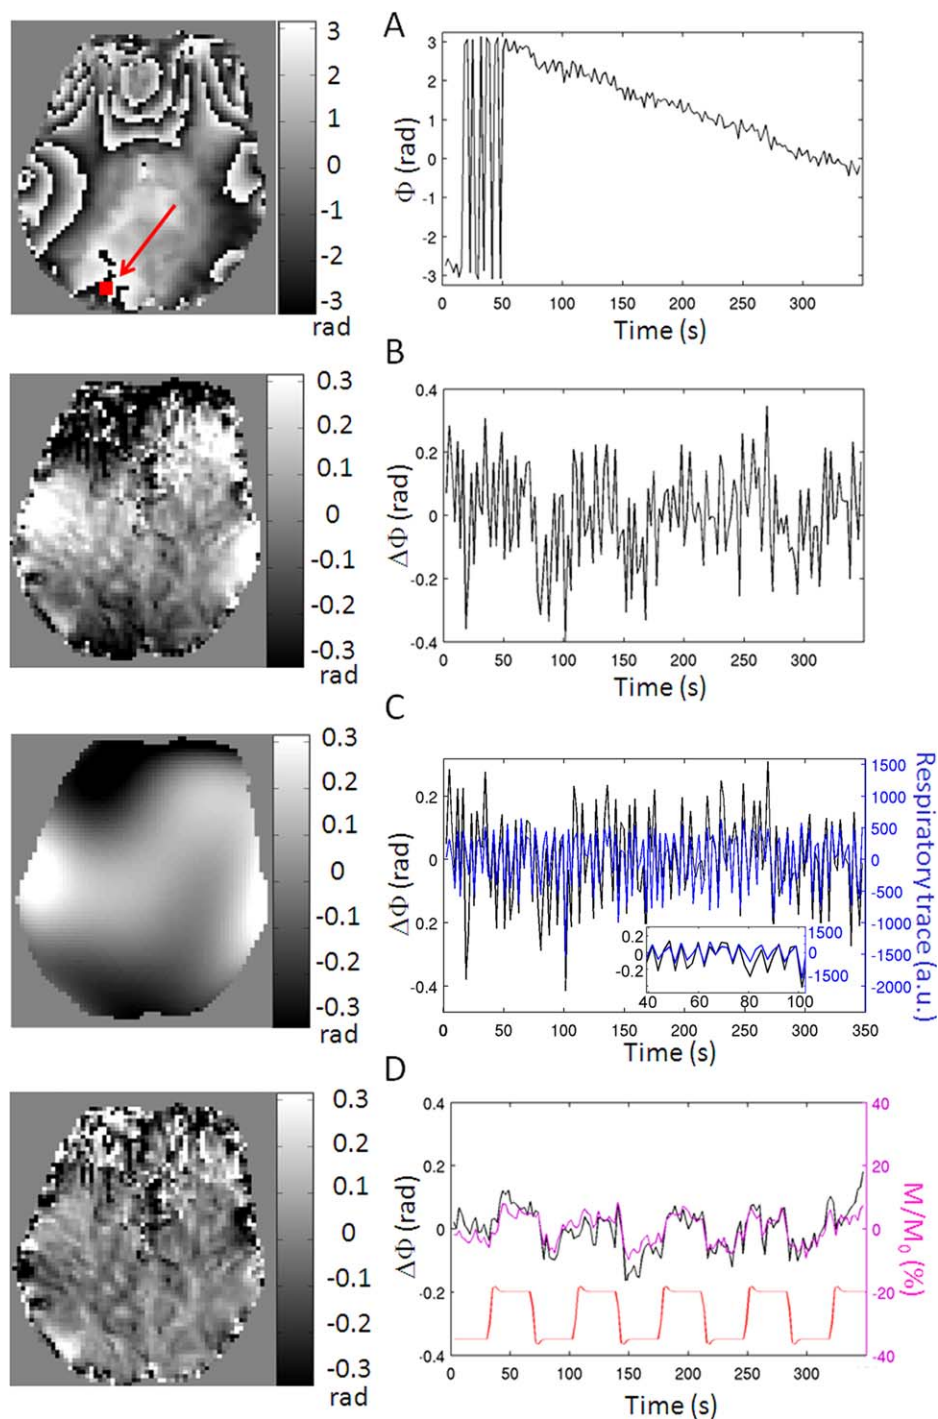 A
3
2
1
0
-1
-2
-3
rad
Φ (rad)
3
2
1
0
-1
-2
-3
0 50 100 150 200 250 300
Time (s)
B
0.3
0.2
0.1
0
-0.1
-0.2
-0.3
rad
ΔΦ (rad)
0.4
0.2
0
-0.2
-0.4
0 50 100 150 200 250 300
Time (s)
C
0.3
0.2
0.1
0
-0.1
-0.2
-0.3
rad
ΔΦ (rad)
0.2
0
0.2
-0.4
0.2
0
-0.2
40 60 80 100
1500
0
-1500
1500
1000
500
0
-500
-1000
-1500
-2000
Respiratory trace (a.u.)
0 50 100 150 200 250 300 350
Time (s)
D
0.3
0.2
0.1
0
-0.1
-0.2
-0.3
rad
ΔΦ (rad)
0.4
0.2
0
-0.2
-0.4
40
20
0
-20
-40
M/M₀ (%)
0 50 100 150 200 250 300
Time (s)